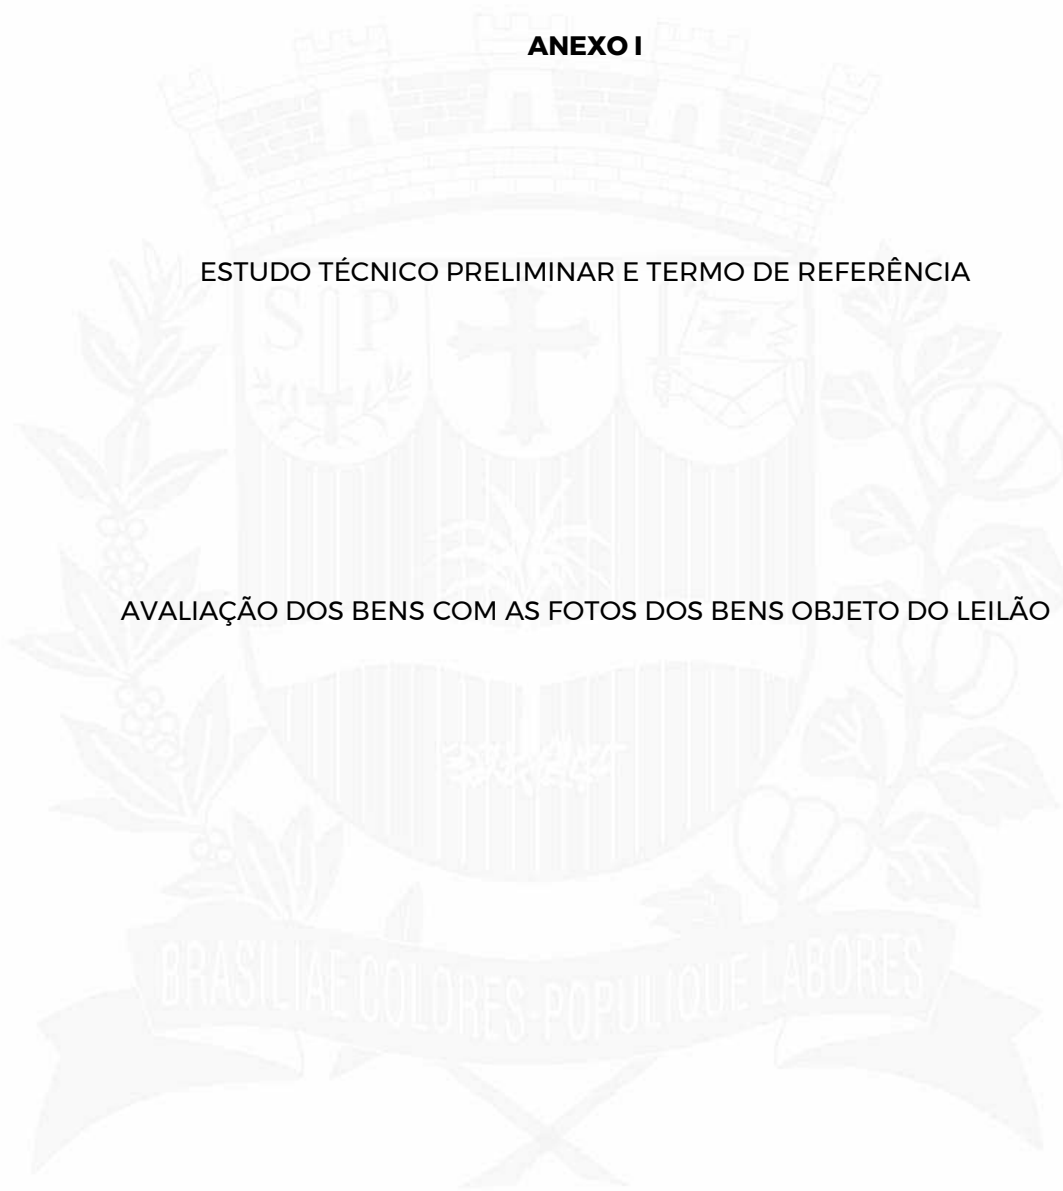 ANEXO I
ESTUDO TÉCNICO PRELIMINAR E TERMO DE REFERÊNCIA
S P
AVALIAÇÃO DOS BENS COM AS FOTOS DOS BENS OBJETO DO LEILÃO
BRASILIAE COLORES-POPULIQUE LABORES